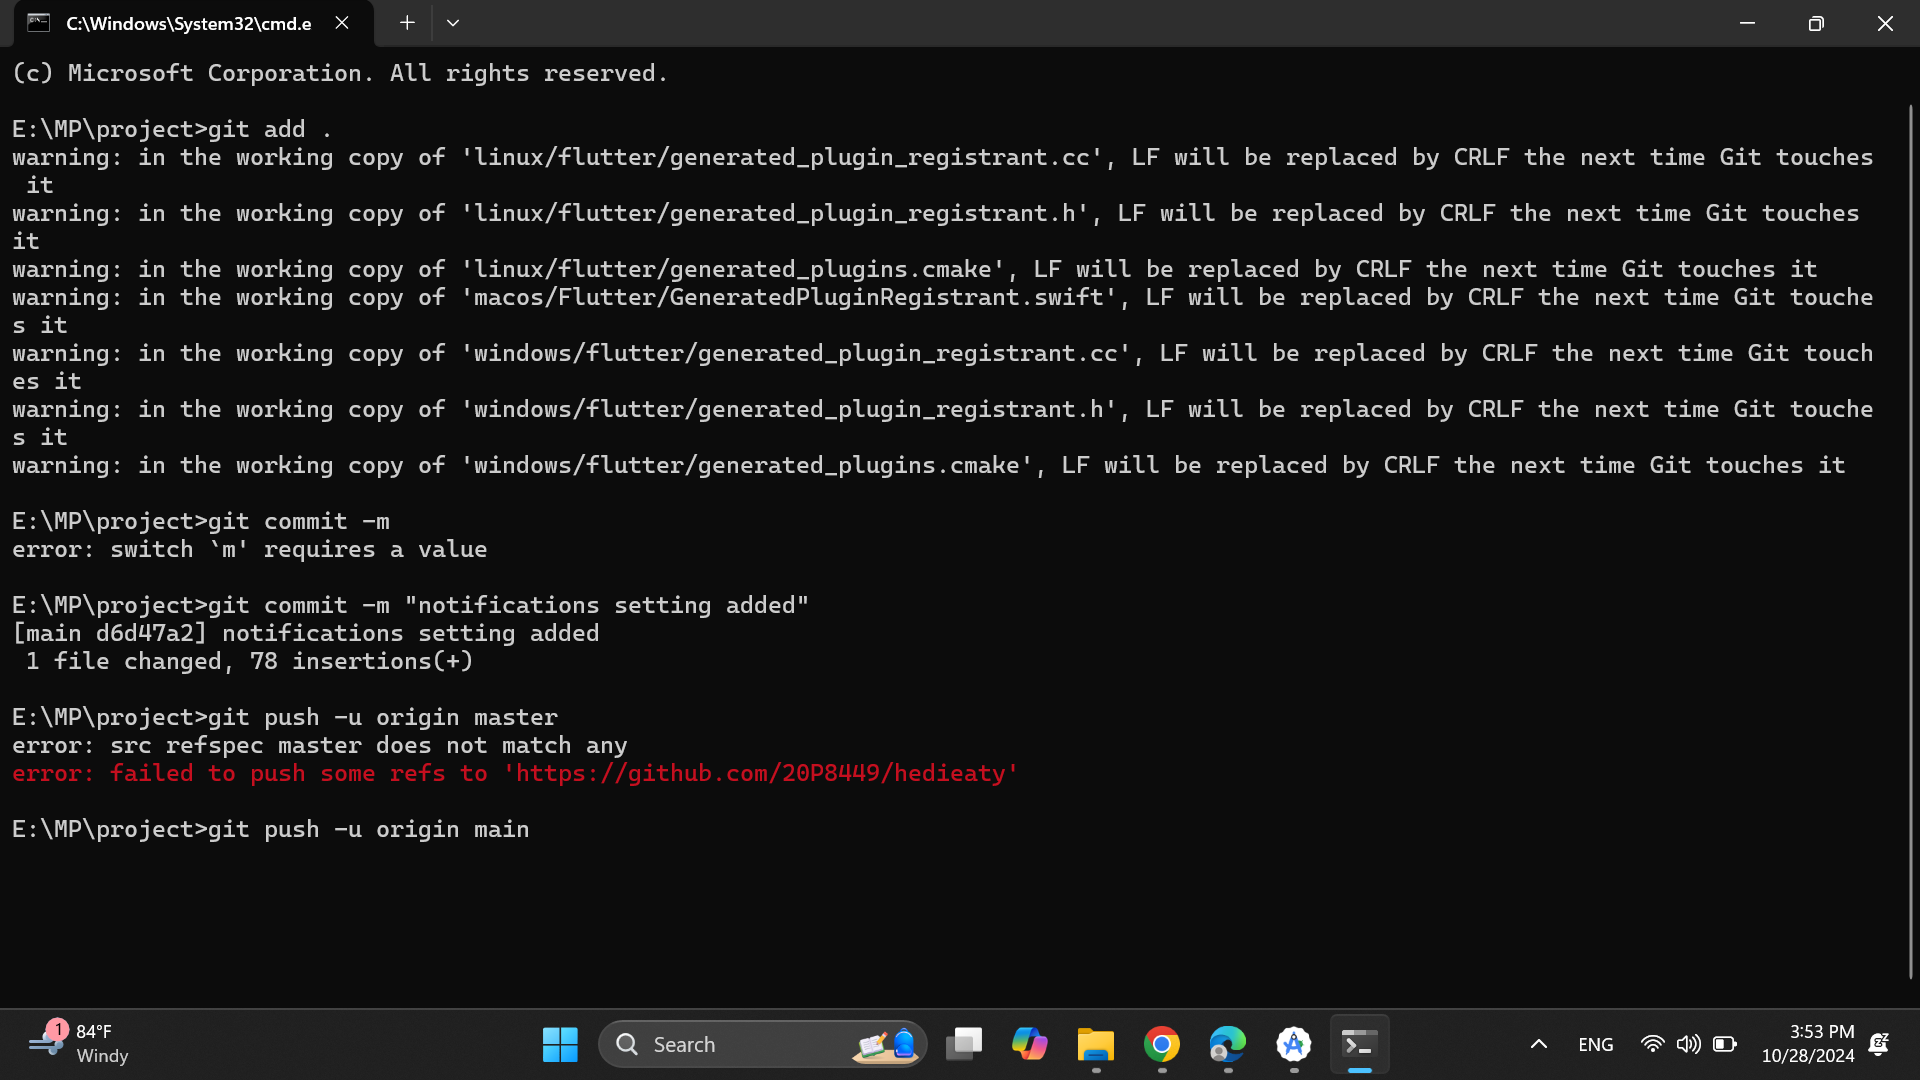 C:\Windows\System32\cmd.e
(c) Microsoft Corporation. All rights reserved.
E:\MP\project>git add .
warning: in the working copy of 'linux/flutter/generated_plugin_registrant.cc', LF will be replaced by CRLF the next time Git touches
it
warning: in the working copy of 'linux/flutter/generated_plugin_registrant.h', LF will be replaced by CRLF the next time Git touches
it
warning: in the working copy of 'linux/flutter/generated_plugins.cmake', LF will be replaced by CRLF the next time Git touches it
warning: in the working copy of 'macos/Flutter/GeneratedPluginRegistrant.swift', LF will be replaced by CRLF the next time Git touche
s it
warning: in the working copy of 'windows/flutter/generated_plugin_registrant.cc', LF will be replaced by CRLF the next time Git touch
es it
warning: in the working copy of 'windows/flutter/generated_plugin_registrant.h', LF will be replaced by CRLF the next time Git touche
s it
warning: in the working copy of 'windows/flutter/generated_plugins.cmake', LF will be replaced by CRLF the next time Git touches it
E:\MP\project>git commit -m
error: switch `m' requires a value
E:\MP\project>git commit -m "notifications setting added"
[main d6d47a2] notifications setting added
1 file changed, 78 insertions(+)
E:\MP\project>git push -u origin master
error: src refspec master does not match any
error: failed to push some refs to 'https://github.com/20P8449/hedieaty'
E:\MP\project>git push -u origin main
1
84°F
Windy
Search
ENG
3:53 PM
10/28/2024